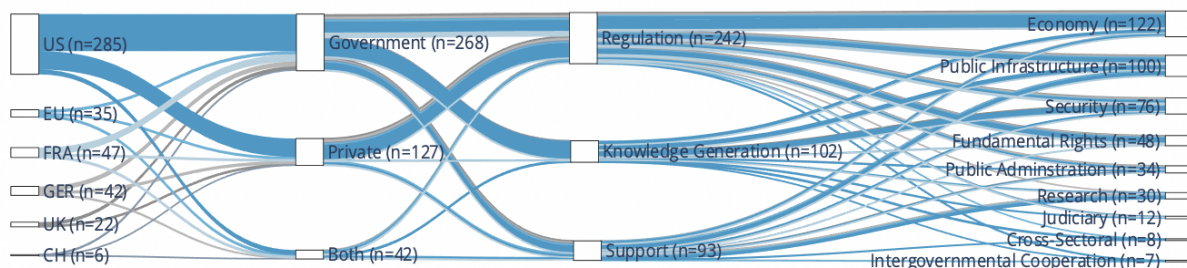 US (n=285)
EU (n=35)
FRA (n=47)
GER (n=42)
UK (n=22)
CH (n=6)
Government (n=268)
Private (n=127)
Both (n=42)
Regulation (n=242)
Knowledge Generation (n=102)
Support (n=93)
Economy (n=122)
Public Infrastructure (n=100)
Security (n=76)
Fundamental Rights (n=48)
Public Adminstration (n=34)
Research (n=30)
Judiciary (n=12)
Cross-Sectoral (n=8)
Intergovernmental Cooperation (n=7)